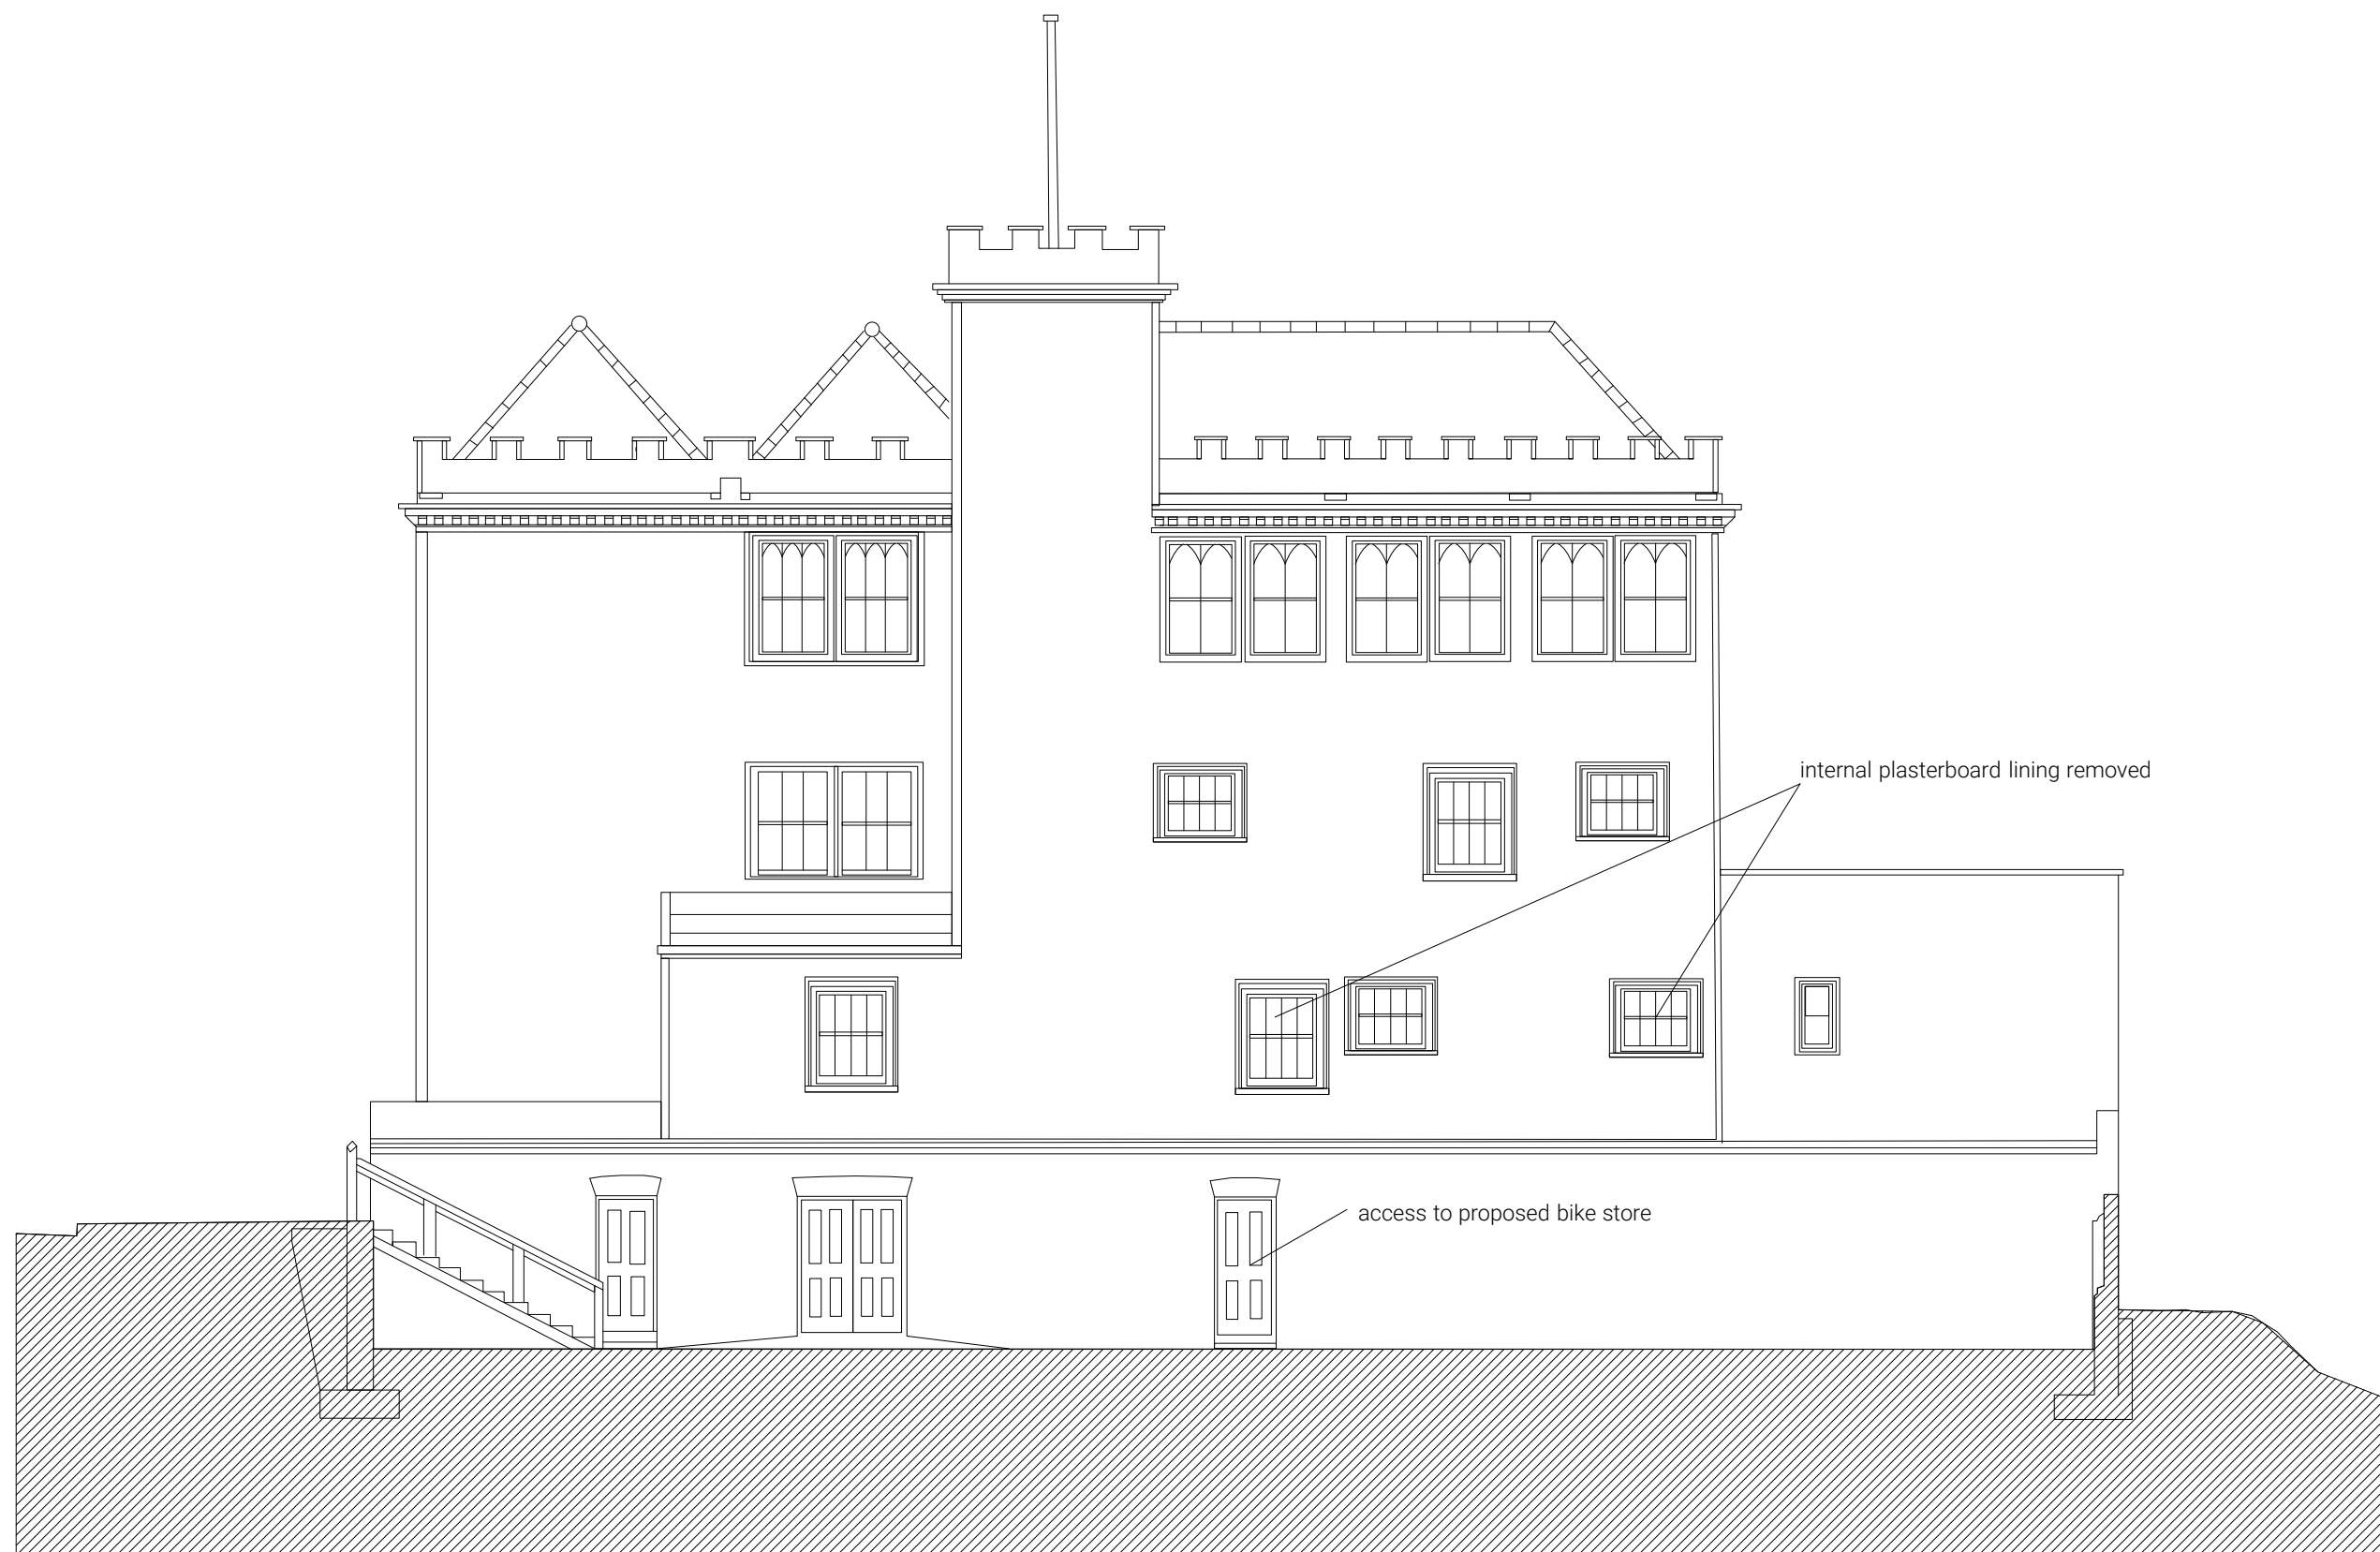 internal plasterboard lining removed
access to proposed bike store